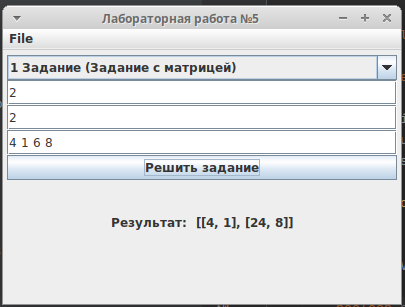 Лабораторная работа №5
File
1 Задание (Задание с матрицей)
2
2
4 1 6 8
Решить задание
Результат: [[4, 1], [24, 8]]